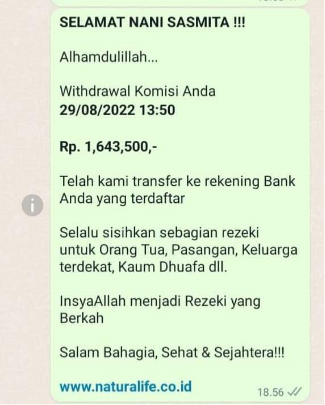 SELAMAT NANI SASMITA !!!
Alhamdulillah...
Withdrawal Komisi Anda
29/08/2022 13:50
Rp. 1,643,500,-
Telah kami transfer ke rekening Bank
Anda yang terdaftar
Selalu sisihkan sebagian rezeki
untuk Orang Tua, Pasangan, Keluarga
terdekat, Kaum Dhuafa dll.
InsyaAllah menjadi Rezeki yang
Berkah
Salam Bahagia, Sehat & Sejahtera!!!
www.naturalife.co.id
18.56